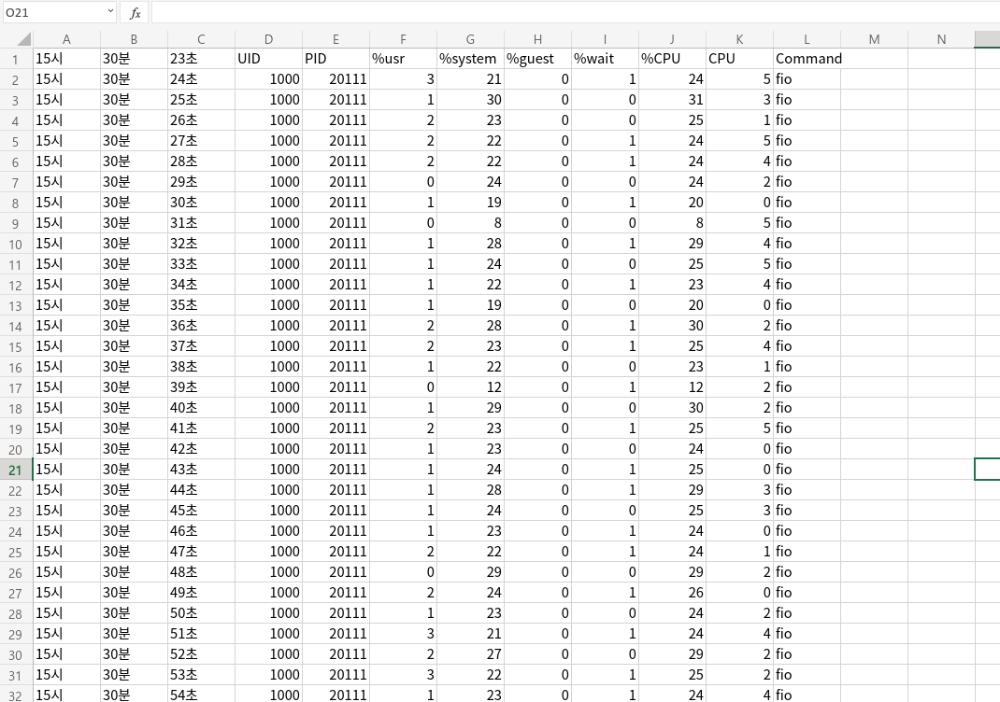 O21 fx
A B C D E F G H I J K L M N
1 15시 30분 23초 UID PID %usr %system %guest %wait %CPU CPU Command
2 15시 30분 24초 1000 20111 3 21 0 1 24 5 fio
3 15시 30분 25초 1000 20111 1 30 0 0 31 3 fio
4 15시 30분 26초 1000 20111 2 23 0 0 25 1 fio
5 15시 30분 27초 1000 20111 2 22 0 1 24 5 fio
6 15시 30분 28초 1000 20111 2 22 0 1 24 4 fio
7 15시 30분 29초 1000 20111 0 24 0 0 24 2 fio
8 15시 30분 30초 1000 20111 1 19 0 1 20 0 fio
9 15시 30분 31초 1000 20111 0 8 0 0 8 5 fio
10 15시 30분 32초 1000 20111 1 28 0 1 29 4 fio
11 15시 30분 33초 1000 20111 1 24 0 0 25 5 fio
12 15시 30분 34초 1000 20111 1 22 0 1 23 4 fio
13 15시 30분 35초 1000 20111 1 19 0 0 20 0 fio
14 15시 30분 36초 1000 20111 2 28 0 1 30 2 fio
15 15시 30분 37초 1000 20111 2 23 0 1 25 4 fio
16 15시 30분 38초 1000 20111 1 22 0 0 23 1 fio
17 15시 30분 39초 1000 20111 0 12 0 1 12 2 fio
18 15시 30분 40초 1000 20111 1 29 0 0 30 2 fio
19 15시 30분 41초 1000 20111 2 23 0 1 25 5 fio
20 15시 30분 42초 1000 20111 1 23 0 0 24 0 fio
21 15시 30분 43초 1000 20111 1 24 0 1 25 0 fio
22 15시 30분 44초 1000 20111 1 28 0 1 29 3 fio
23 15시 30분 45초 1000 20111 1 24 0 0 25 3 fio
24 15시 30분 46초 1000 20111 1 23 0 1 24 0 fio
25 15시 30분 47초 1000 20111 2 22 0 1 24 1 fio
26 15시 30분 48초 1000 20111 0 29 0 0 29 2 fio
27 15시 30분 49초 1000 20111 2 24 0 1 26 0 fio
28 15시 30분 50초 1000 20111 1 23 0 0 24 2 fio
29 15시 30분 51초 1000 20111 3 21 0 1 24 4 fio
30 15시 30분 52초 1000 20111 2 27 0 0 29 2 fio
31 15시 30분 53초 1000 20111 3 22 0 1 25 2 fio
32 15시 30분 54초 1000 20111 1 23 0 1 24 4 fio